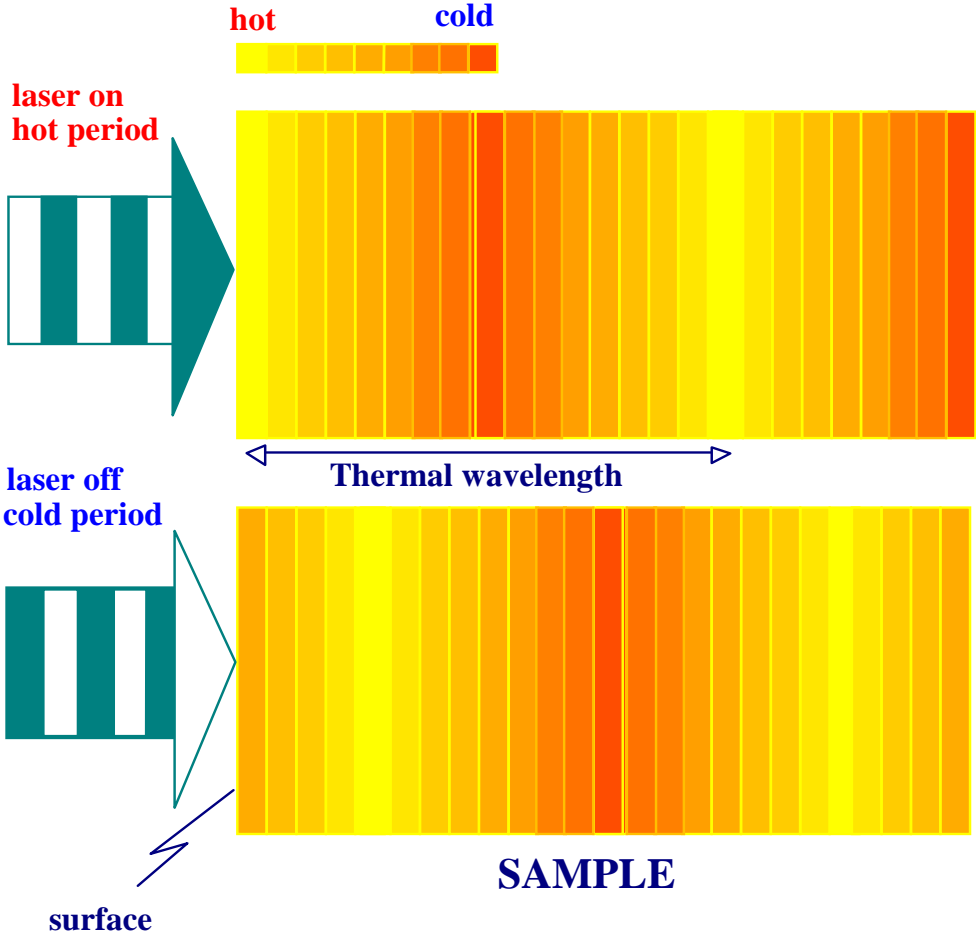 hot
cold
laser on
hot period
Thermal wavelength
laser off
cold period
SAMPLE
surface